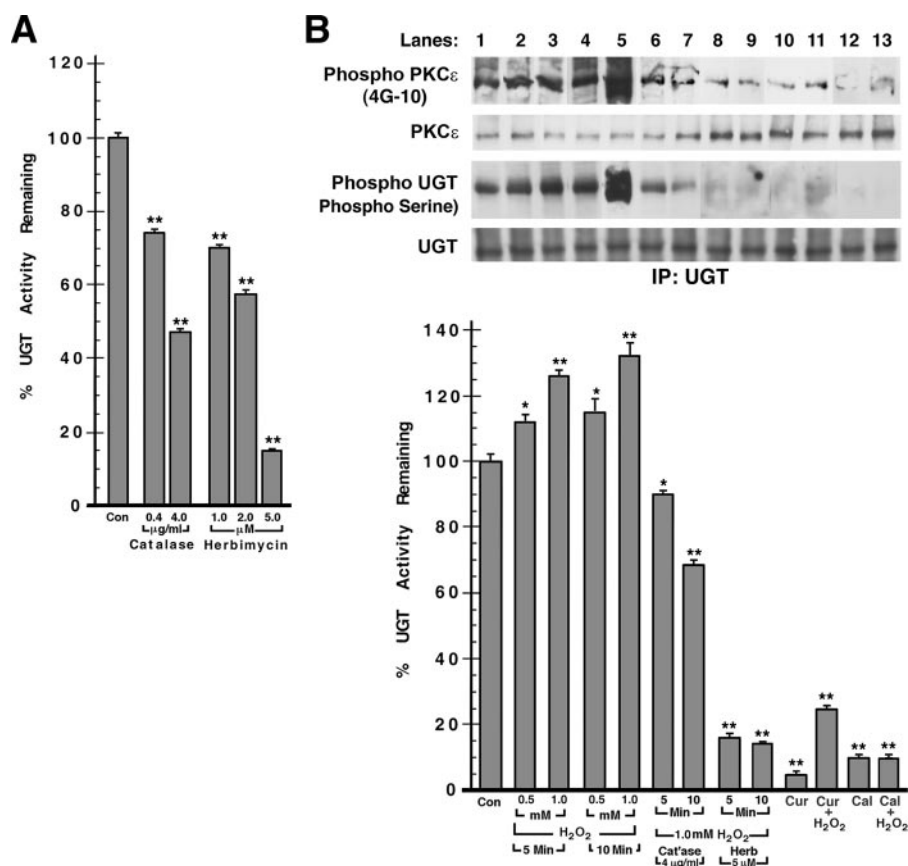 A
120
100
80
60
40
20
0
% UGT Activity Remaining
**
**
**
**
**
Con
0.4 4.0 1.0 2.0 5.0
μg/ml μM
Catalase Herbimycin
B
Lanes: 1 2 3 4 5 6 7 8 9 10 11 12 13
Phospho PKCε
(4G-10)
PKCε
Phospho UGT
Phospho Serine)
UGT
IP: UGT
140
120
100
80
60
40
20
0
% UGT Activity Remaining
*
**
*
**
*
**
**
**
**
**
**
**
Con
0.5 1.0 0.5 1.0 5 10 5 10 Cur Cur Cal Cal
mM mM Min Min + +
H2O2 H2O2
H2O2 1.0mM H2O2
5 Min 10 Min Cat'ase Herb
4 μg/ml 5 μM